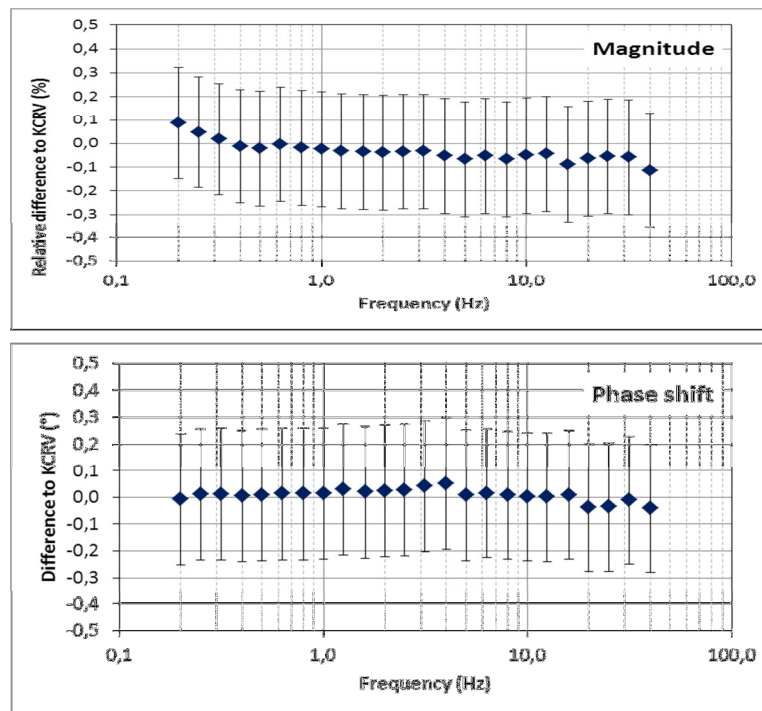 Magnitude
Relative difference to KCRV (%)
0,5
0,4
0,3
0,2
0,1
0,0
-0,1
-0,2
-0,3
-0,4
-0,5
0,1 1,0 10,0 100,0
Frequency (Hz)
Phase shift
Difference to KCRV (°)
0,5
0,4
0,3
0,2
0,1
0,0
-0,1
-0,2
-0,3
-0,4
-0,5
0,1 1,0 10,0 100,0
Frequency (Hz)